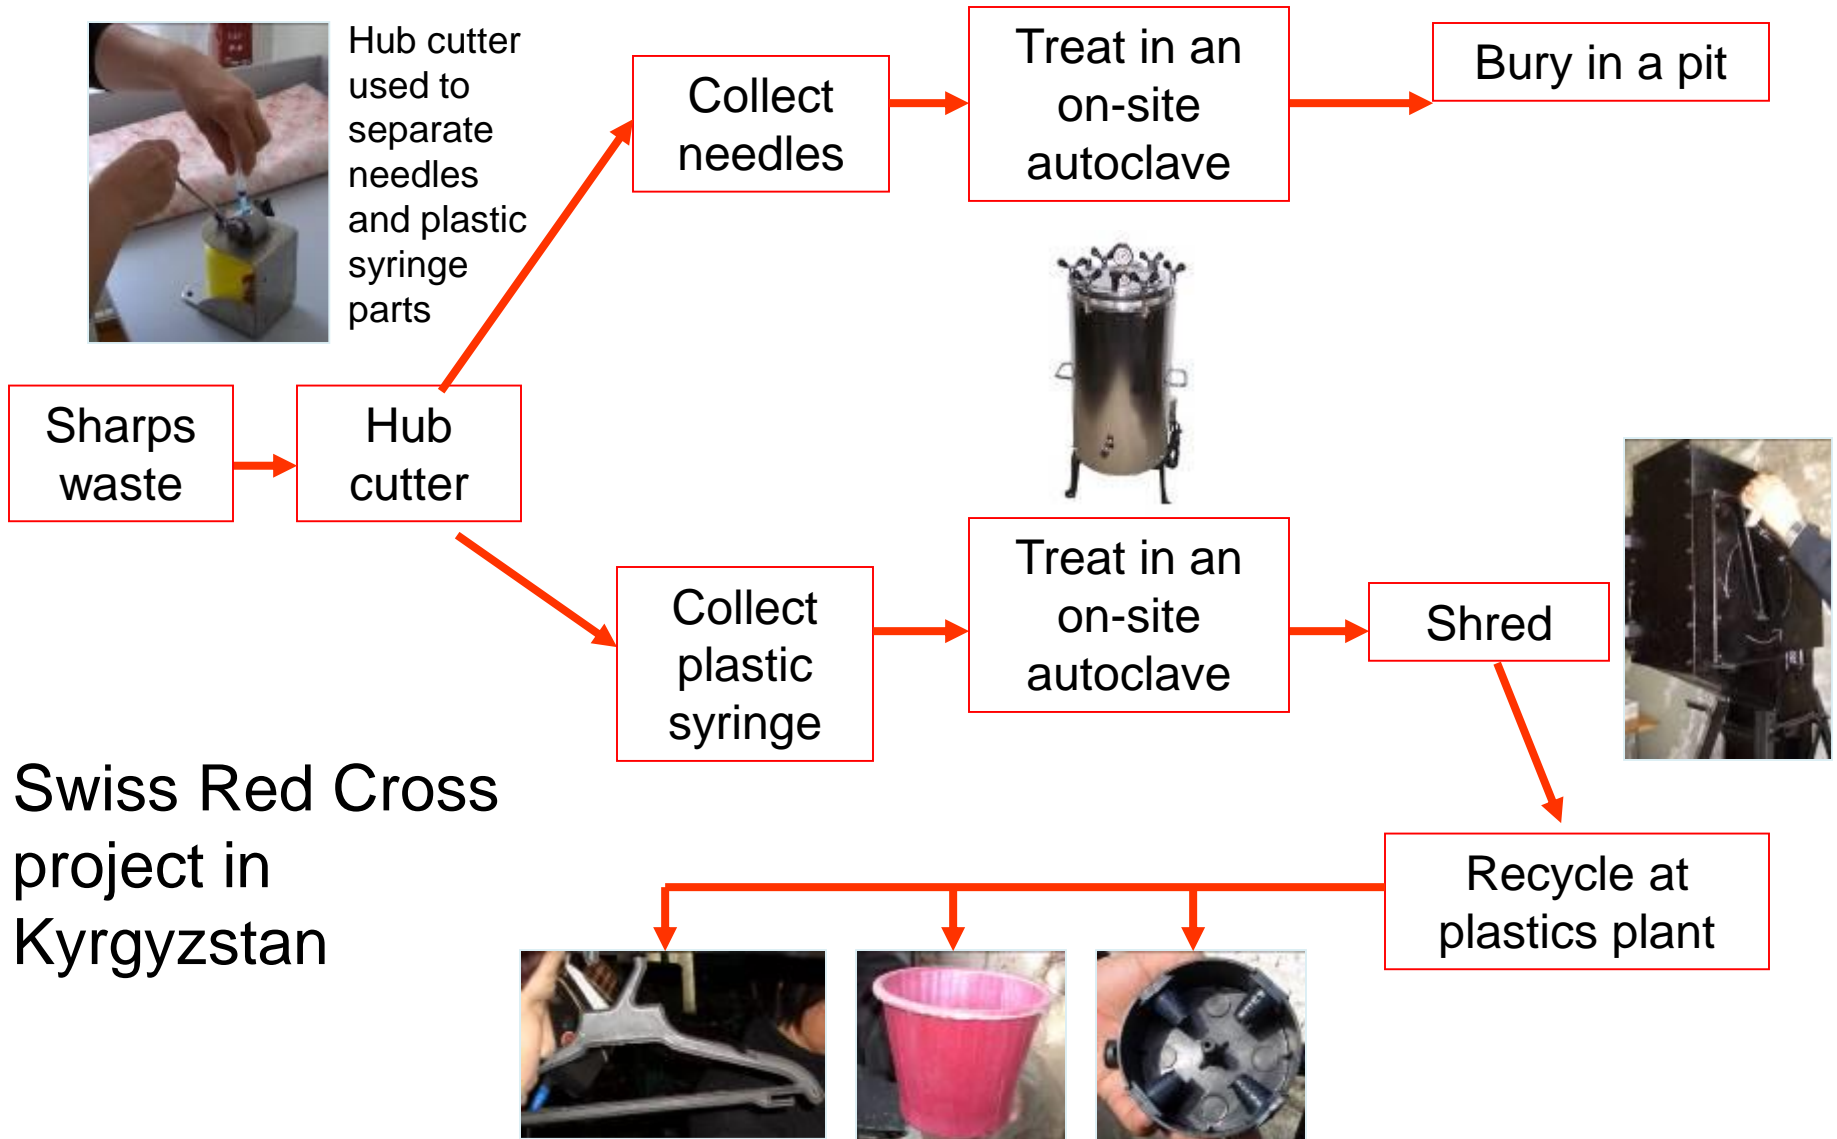 Hub cutter
used to
separate
needles
and plastic
syringe
parts
Collect
needles
Treat in an
on-site
autoclave
Bury in a pit
Sharps
waste
Hub
cutter
Collect
plastic
syringe
Treat in an
on-site
autoclave
Shred
Recycle at
plastics plant
Swiss Red Cross
project in
Kyrgyzstan